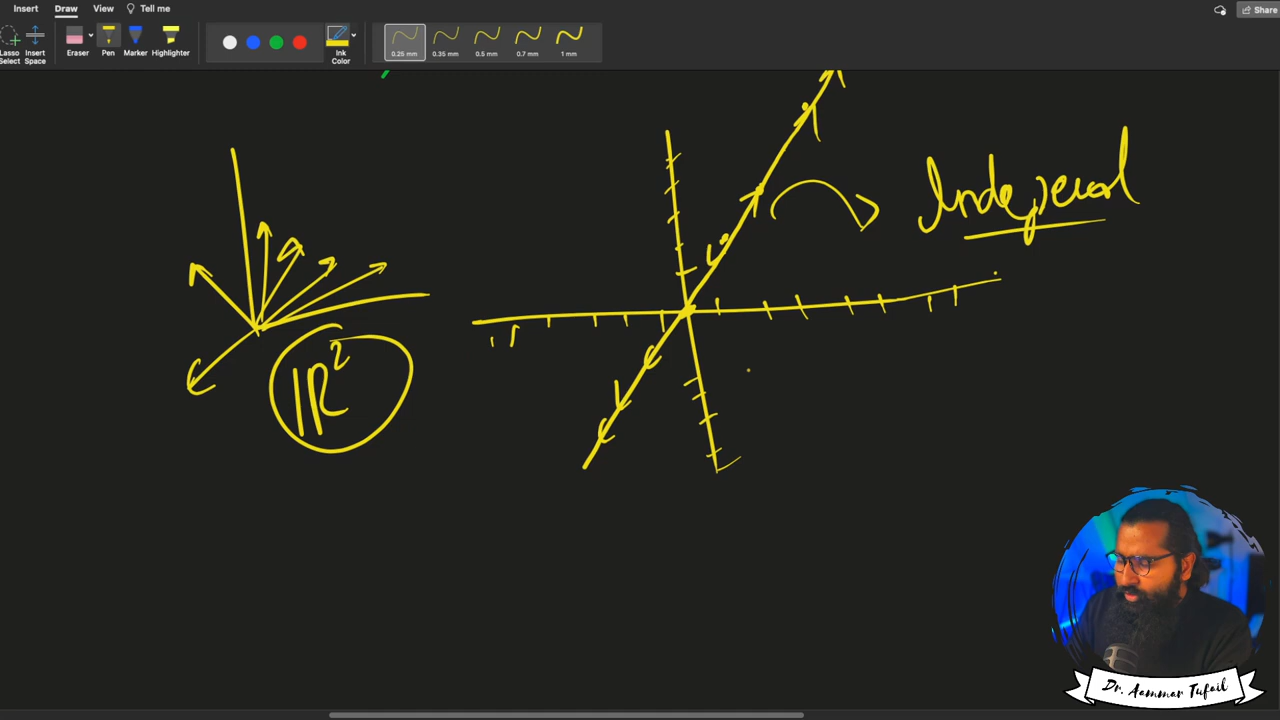 Insert Draw View Tell me
Share
Lasso Select
Insert Space
Eraser
Pen
Marker
Highlighter
Ink Color
0.25 mm
0.35 mm
0.5 mm
0.7 mm
1 mm
ℝ²
Dr. Aammar Tufail